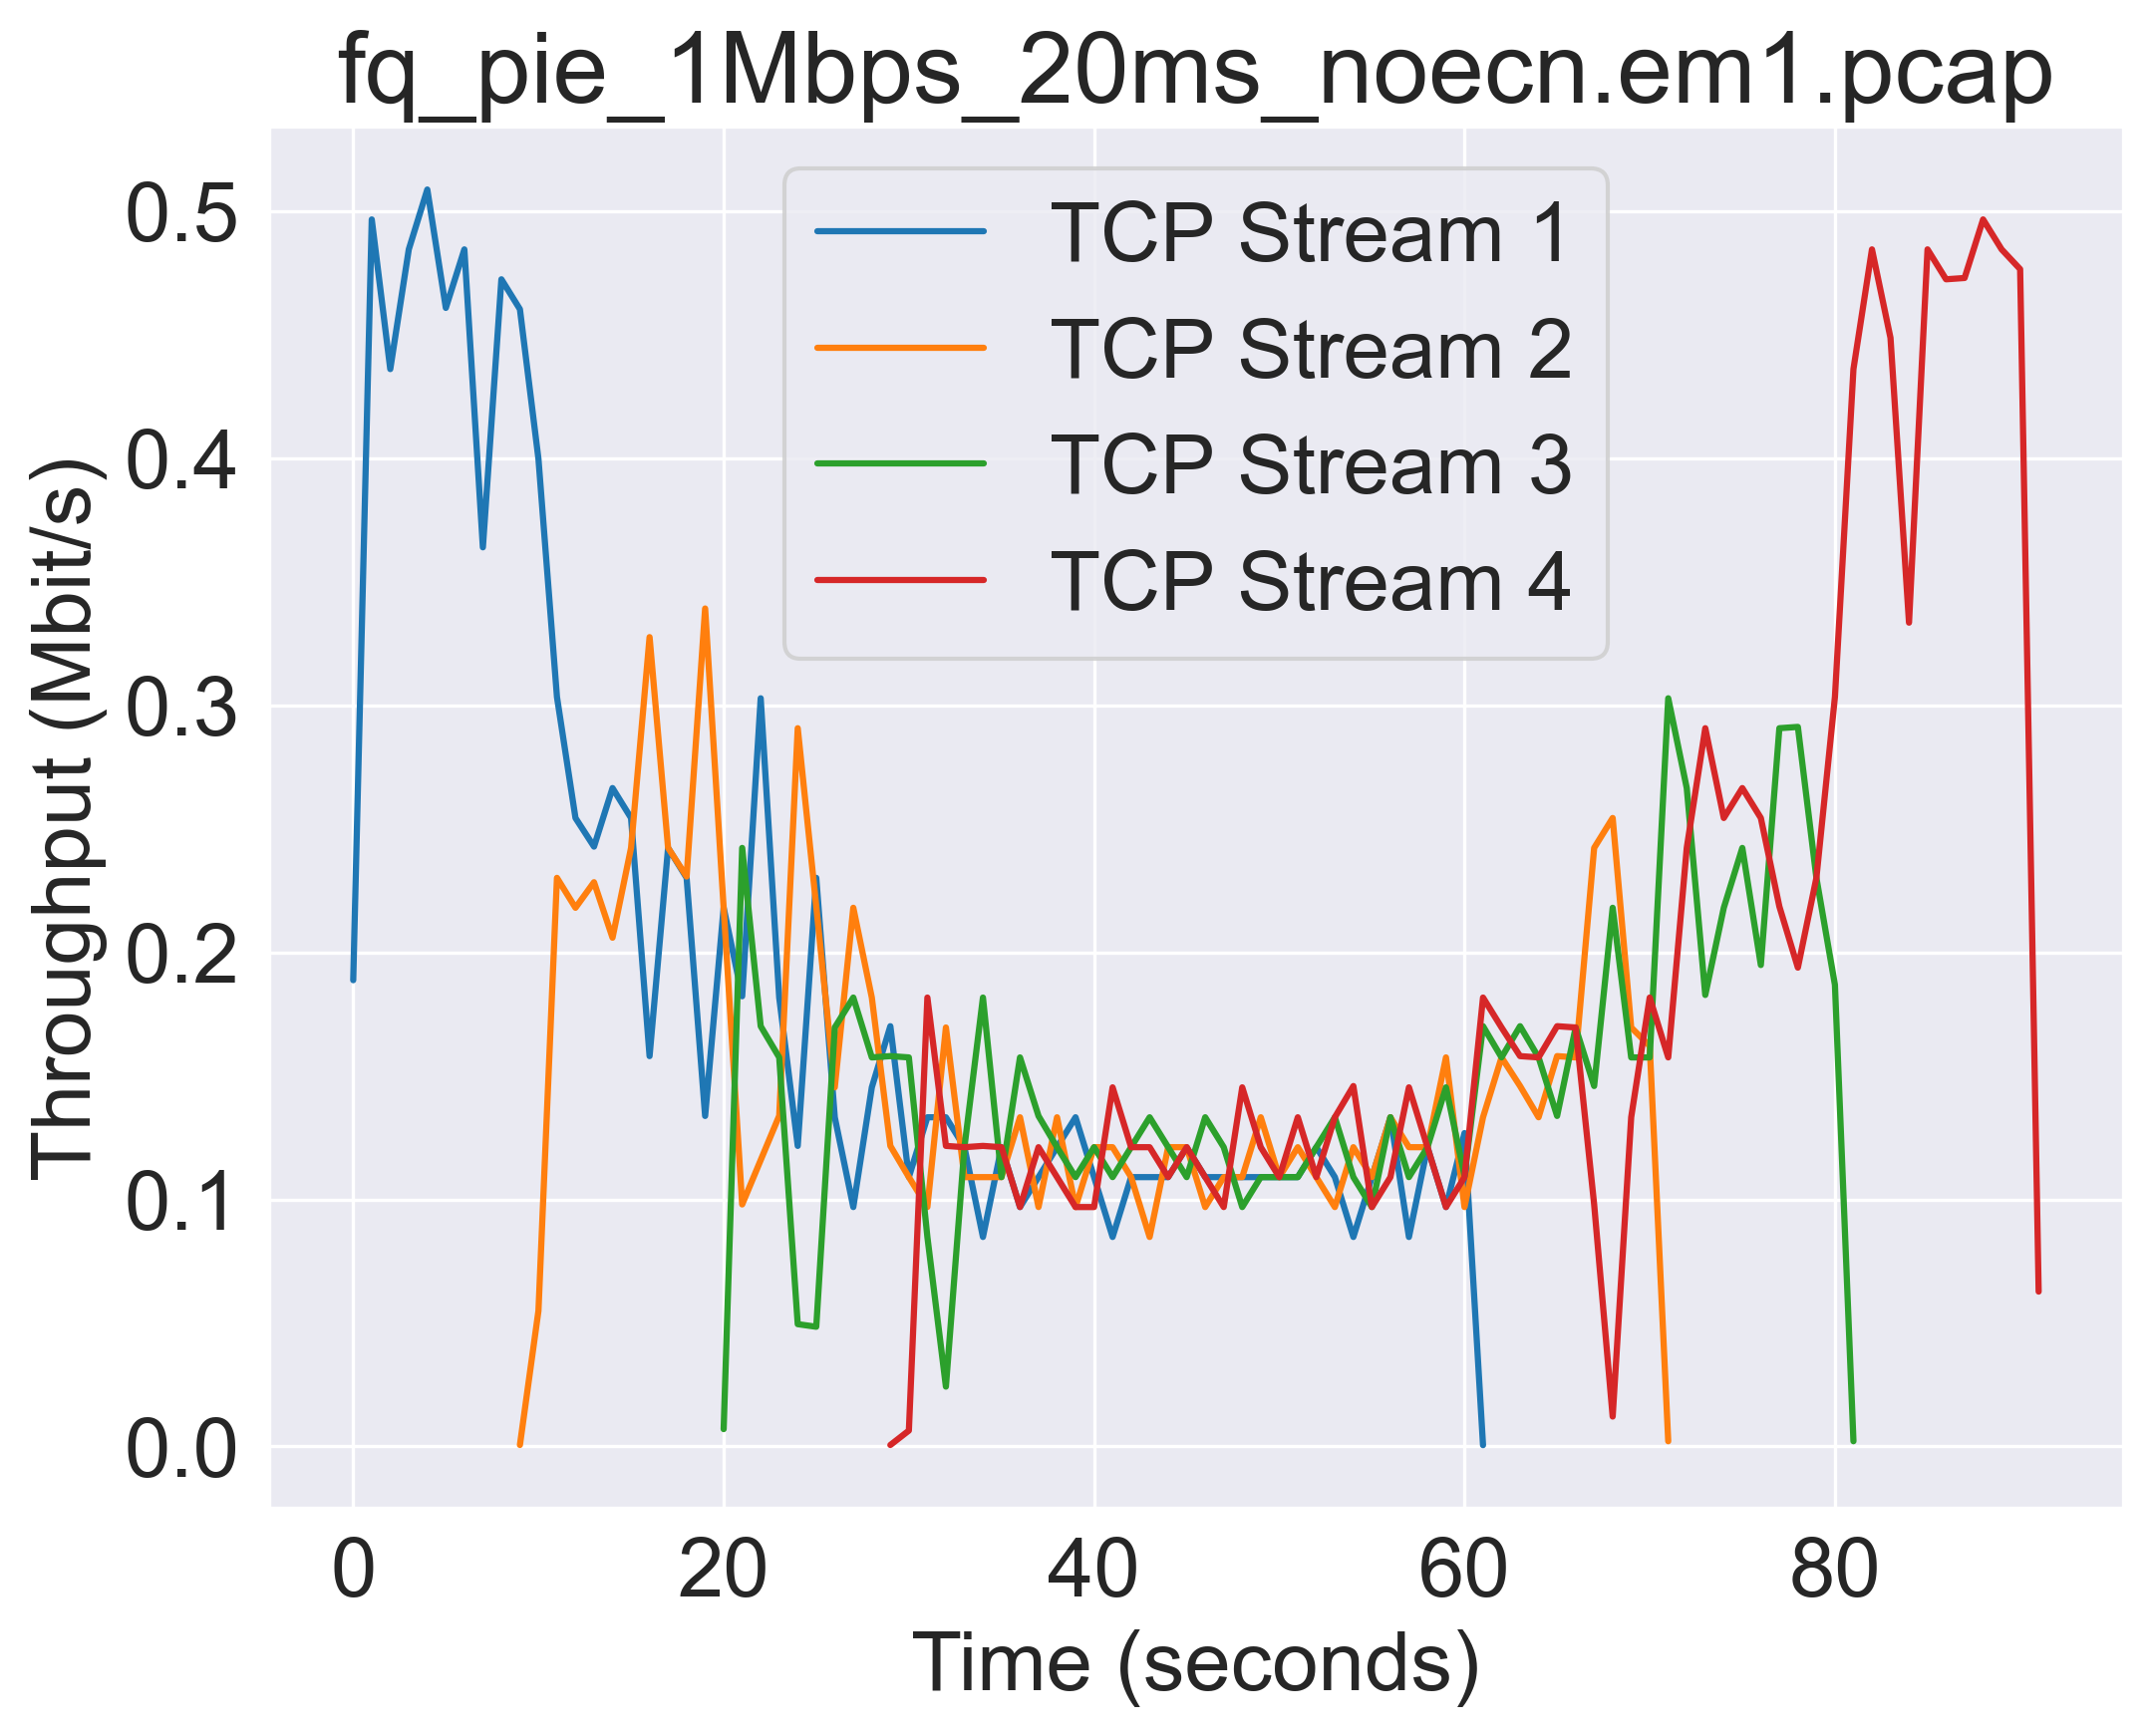 fq_pie_1Mbps_20ms_noecn.em1.pcap
Throughput (Mbit/s)
0.5
0.4
0.3
0.2
0.1
0.0
TCP Stream 1
TCP Stream 2
TCP Stream 3
TCP Stream 4
0 20 40 60 80
Time (seconds)